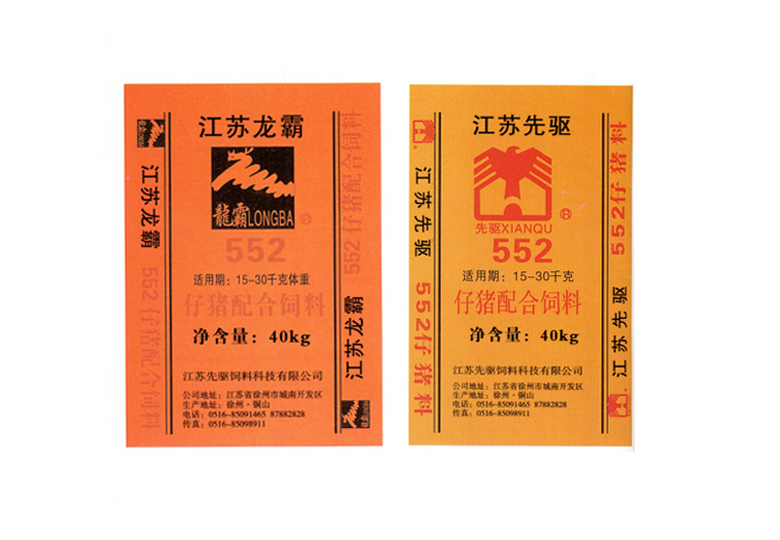 江苏龙霸
龍霸LONGBA
552
适用期：15-30千克体重
仔猪配合饲料
净含量：40kg
江苏先驱饲料科技有限公司
公司地址：江苏省徐州市城南开发区
生产地址：徐州·铜山
电话：0516-85091465 87882828
传真：0516-85098911
江苏龙霸
552 仔猪配合饲料
552 仔猪配合饲料
江苏龙霸
江苏先驱
先驱XIANQU
®
552
适用期：15-30千克
仔猪配合饲料
净含量：40kg
江苏先驱饲料科技有限公司
公司地址：江苏省徐州市城南开发区
生产地址：徐州·铜山
电话：0516-85091465 87882828
传真：0516-85098911
江苏先驱
552仔猪料
552仔猪料
江苏先驱